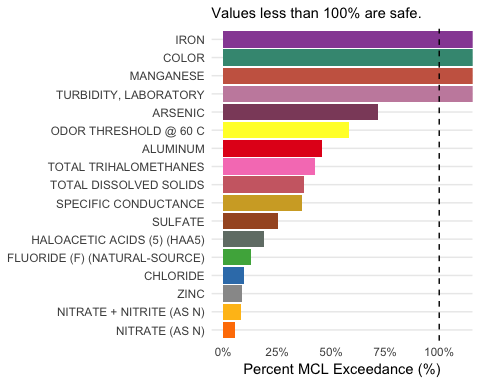 Values less than 100% are safe.
IRON
COLOR
MANGANESE
TURBIDITY, LABORATORY
ARSENIC
ODOR THRESHOLD @ 60 C
ALUMINUM
TOTAL TRIHALOMETHANES
TOTAL DISSOLVED SOLIDS
SPECIFIC CONDUCTANCE
SULFATE
HALOACETIC ACIDS (5) (HAA5)
FLUORIDE (F) (NATURAL-SOURCE)
CHLORIDE
ZINC
NITRATE + NITRITE (AS N)
NITRATE (AS N)
0% 25% 50% 75% 100%
Percent MCL Exceedance (%)